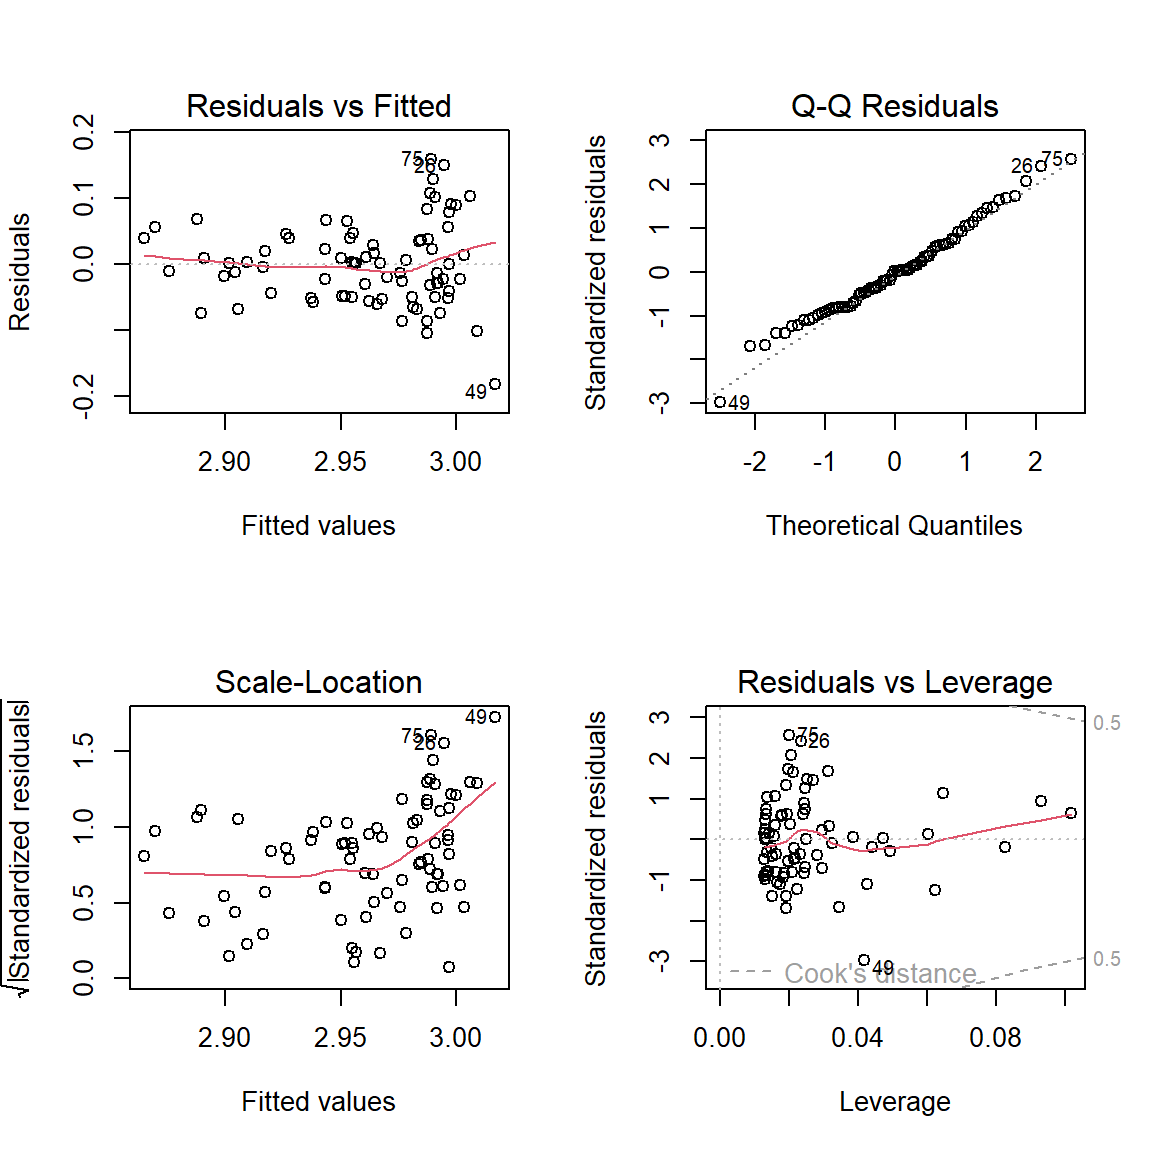 Residuals vs Fitted
Residuals
0.2
0.1
0.0
-0.2
75
26
49
2.90 2.95 3.00
Fitted values
Q-Q Residuals
Standardized residuals
3
2
1
0
-1
-3
26 75
49
-2 -1 0 1 2
Theoretical Quantiles
Scale-Location
√|Standardized residuals|
1.5
1.0
0.5
0.0
49
75
26
2.90 2.95 3.00
Fitted values
Residuals vs Leverage
Standardized residuals
3
2
1
-1
-3
75
26
49
0.5
0.5
Cook's distance
0.00 0.04 0.08
Leverage